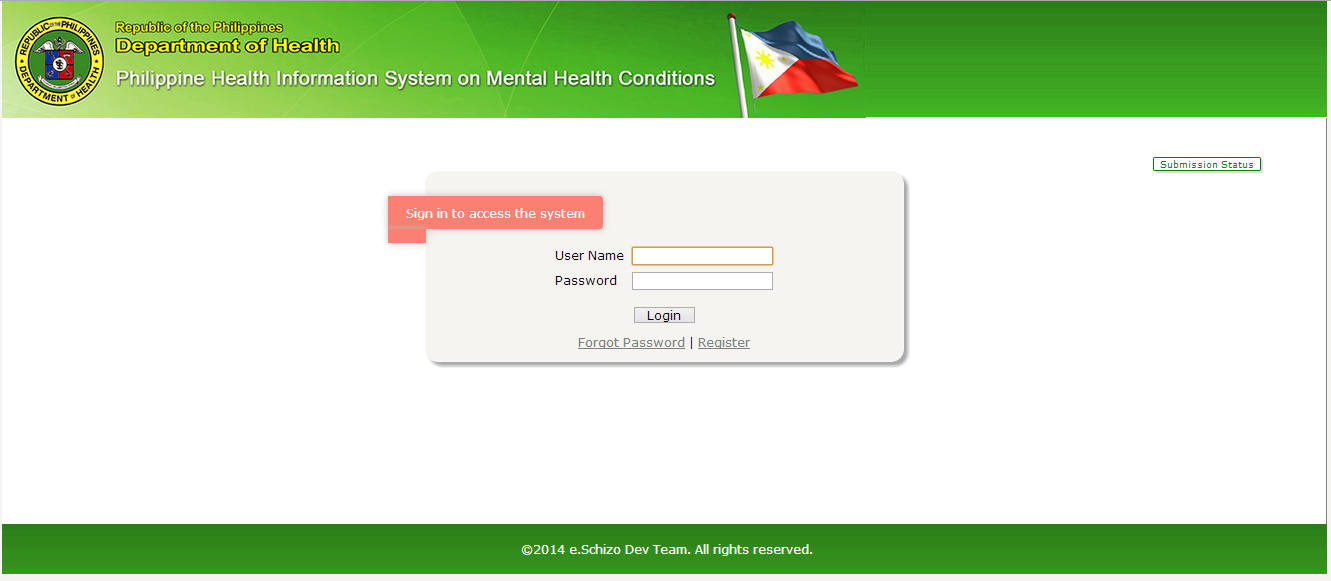 REPUBLIC OF THE PHILIPPINES
DEPARTMENT OF HEALTH
Republic of the Philippines
Department of Health
Philippine Health Information System on Mental Health Conditions
Submission Status
Sign in to access the system
User Name
Password
Login
Forgot Password | Register
©2014 e.Schizo Dev Team. All rights reserved.